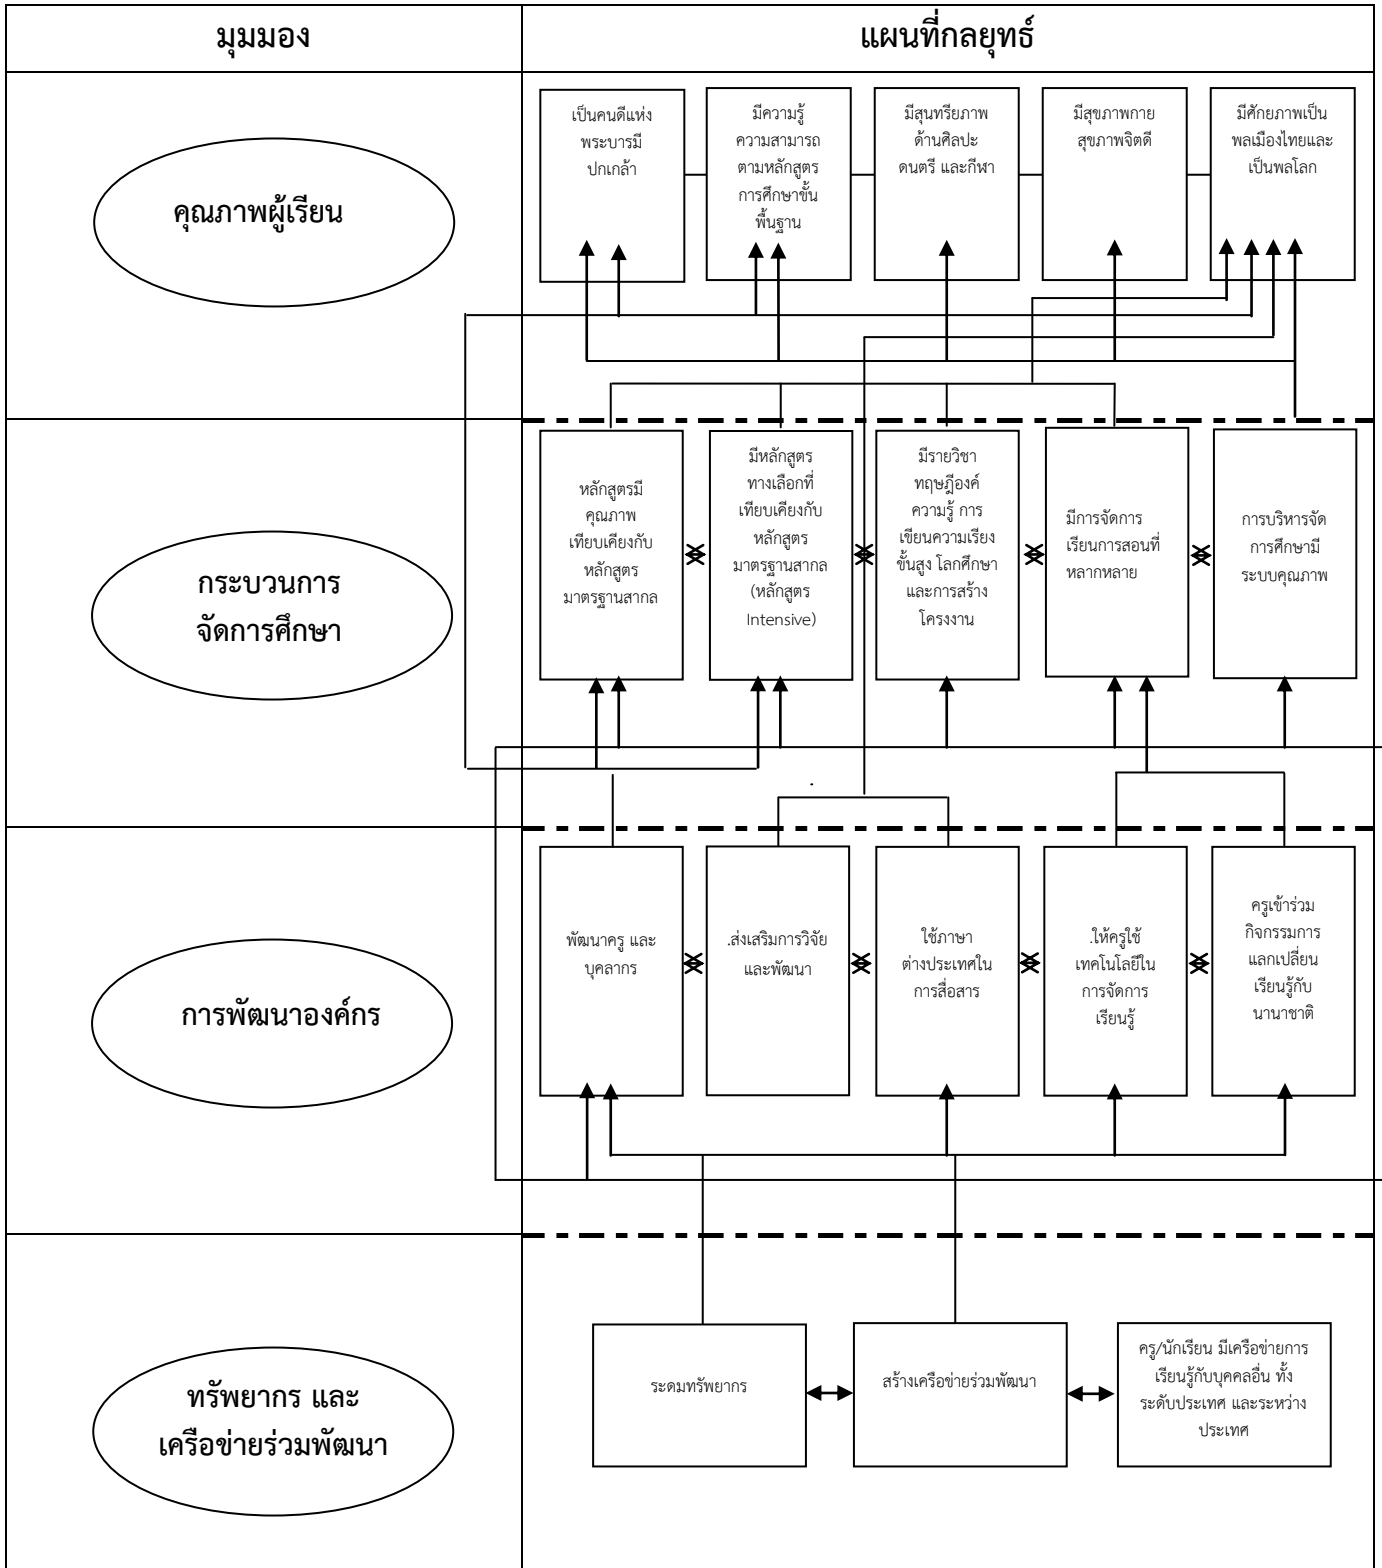 มุมมอง
แผนที่กลยุทธ์
คุณภาพผู้เรียน
เป็นคนดีแห่ง
พระบารมี
ปกเกล้า
มีความรู้
ความสามารถ
ตามหลักสูตร
การศึกษาขั้น
พื้นฐาน
มีสุนทรียภาพ
ด้านศิลปะ
ดนตรี และกีฬา
มีสุขภาพกาย
สุขภาพจิตดี
มีศักยภาพเป็น
พลเมืองไทยและ
เป็นพลโลก
กระบวนการ
จัดการศึกษา
หลักสูตรมี
คุณภาพ
เทียบเคียงกับ
หลักสูตร
มาตรฐานสากล
มีหลักสูตร
ทางเลือกที่
เทียบเคียงกับ
หลักสูตร
มาตรฐานสากล
(หลักสูตร
Intensive)
มีรายวิชา
ทฤษฎีองค์
ความรู้ การ
เขียนความเรียง
ขั้นสูง โลกศึกษา
และการสร้าง
โครงงาน
มีการจัดการ
เรียนการสอนที่
หลากหลาย
การบริหารจัด
การศึกษามี
ระบบคุณภาพ
การพัฒนาองค์กร
พัฒนาครู และ
บุคลากร
.ส่งเสริมการวิจัย
และพัฒนา
ใช้ภาษา
ต่างประเทศใน
การสื่อสาร
.ให้ครูใช้
เทคโนโลยีใน
การจัดการ
เรียนรู้
ครูเข้าร่วม
กิจกรรมการ
แลกเปลี่ยน
เรียนรู้กับ
นานาชาติ
ทรัพยากร และ
เครือข่ายร่วมพัฒนา
ระดมทรัพยากร
สร้างเครือข่ายร่วมพัฒนา
ครู/นักเรียน มีเครือข่ายการ
เรียนรู้กับบุคคลอื่น ทั้ง
ระดับประเทศ และระหว่าง
ประเทศ